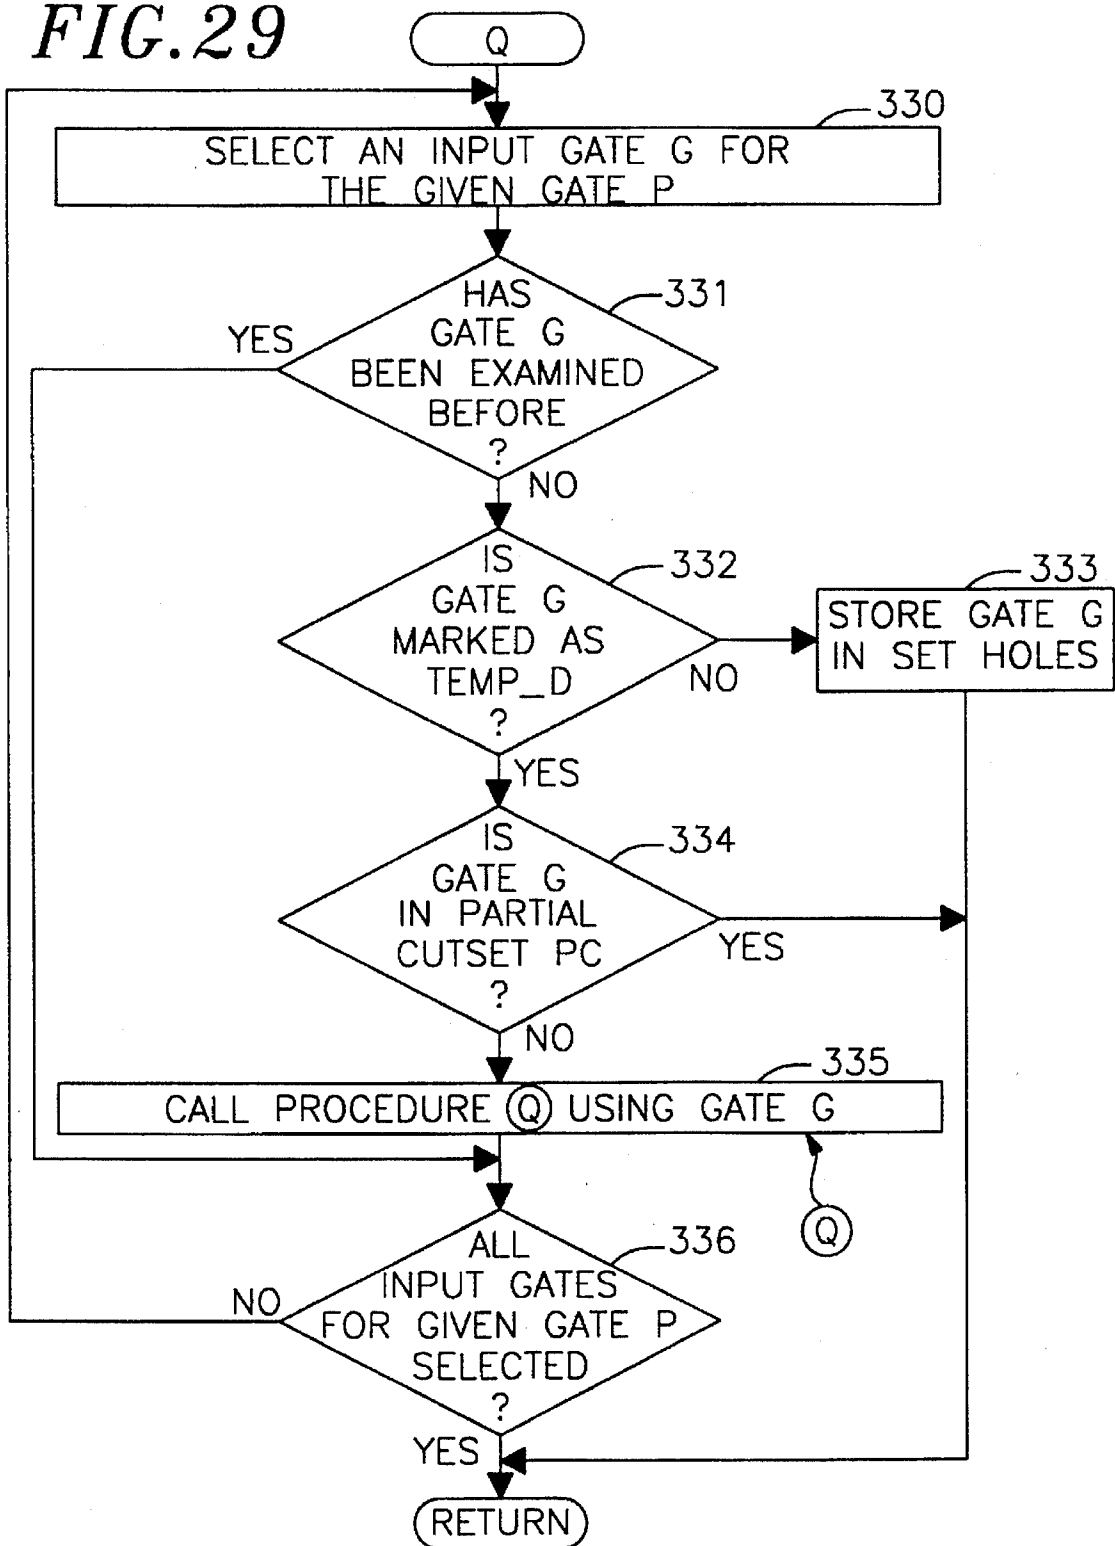 FIG.29
Q
330
SELECT AN INPUT GATE G FOR
THE GIVEN GATE P
HAS
GATE G
BEEN EXAMINED
BEFORE
?
331
YES
NO
IS
GATE G
MARKED AS
TEMP_D
?
332
NO
YES
333
STORE GATE G
IN SET HOLES
IS
GATE G
IN PARTIAL
CUTSET PC
?
334
YES
NO
335
CALL PROCEDURE Q USING GATE G
Q
ALL
INPUT GATES
FOR GIVEN GATE P
SELECTED
?
336
NO
YES
RETURN